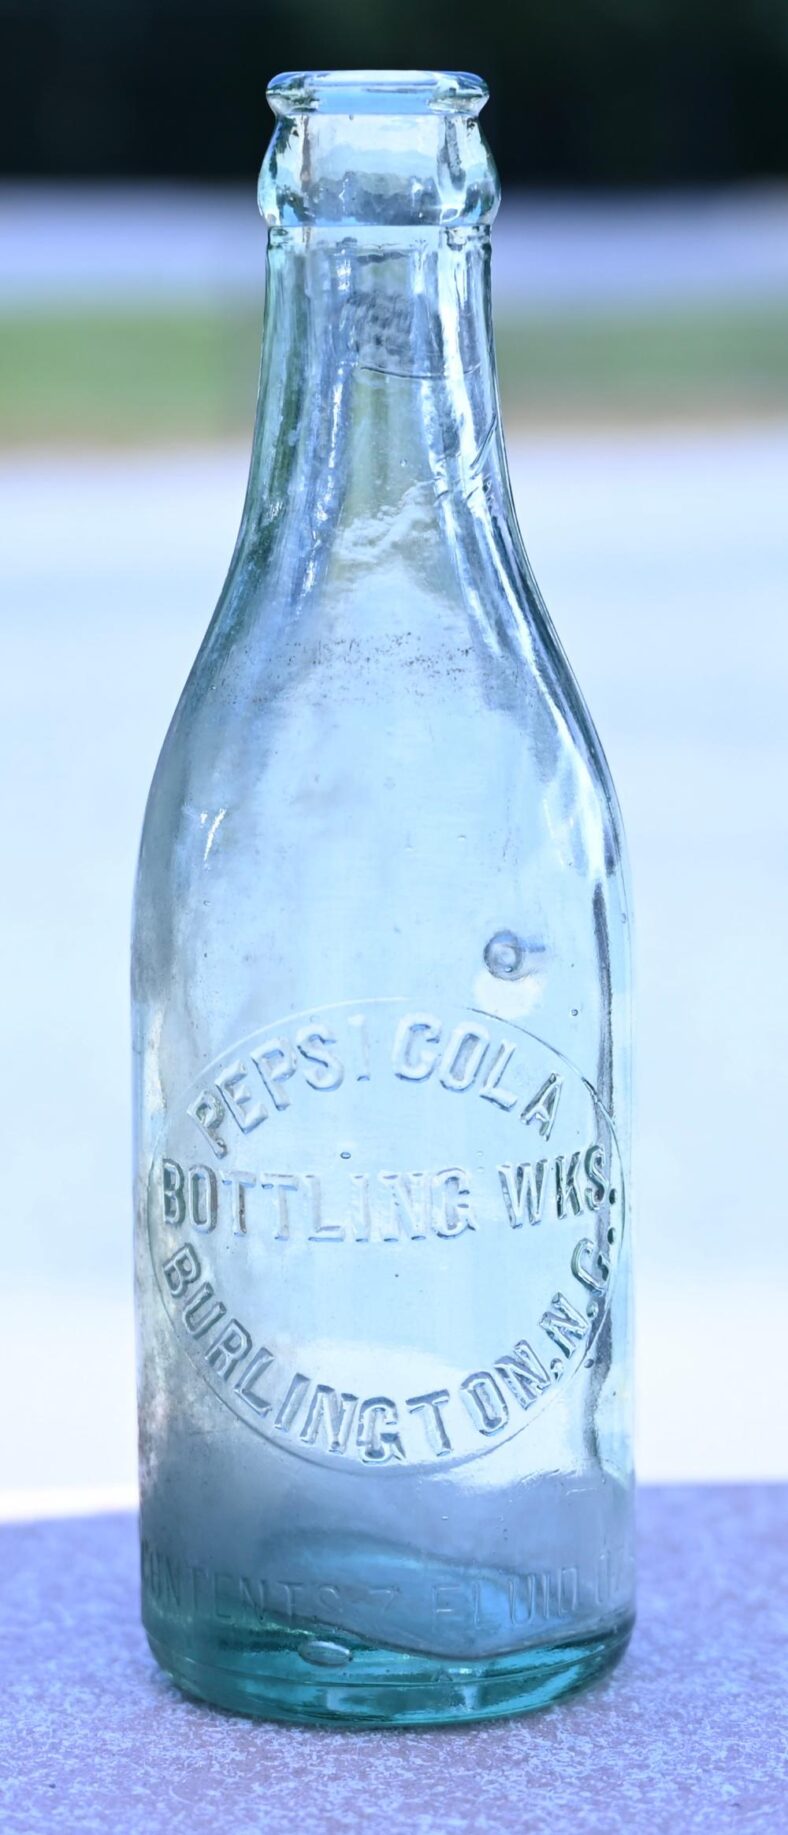 PEPSI COLA
BOTTLING WKS.
BURLINGTON, N.C.
CONTENTS 7 FLUID OZ